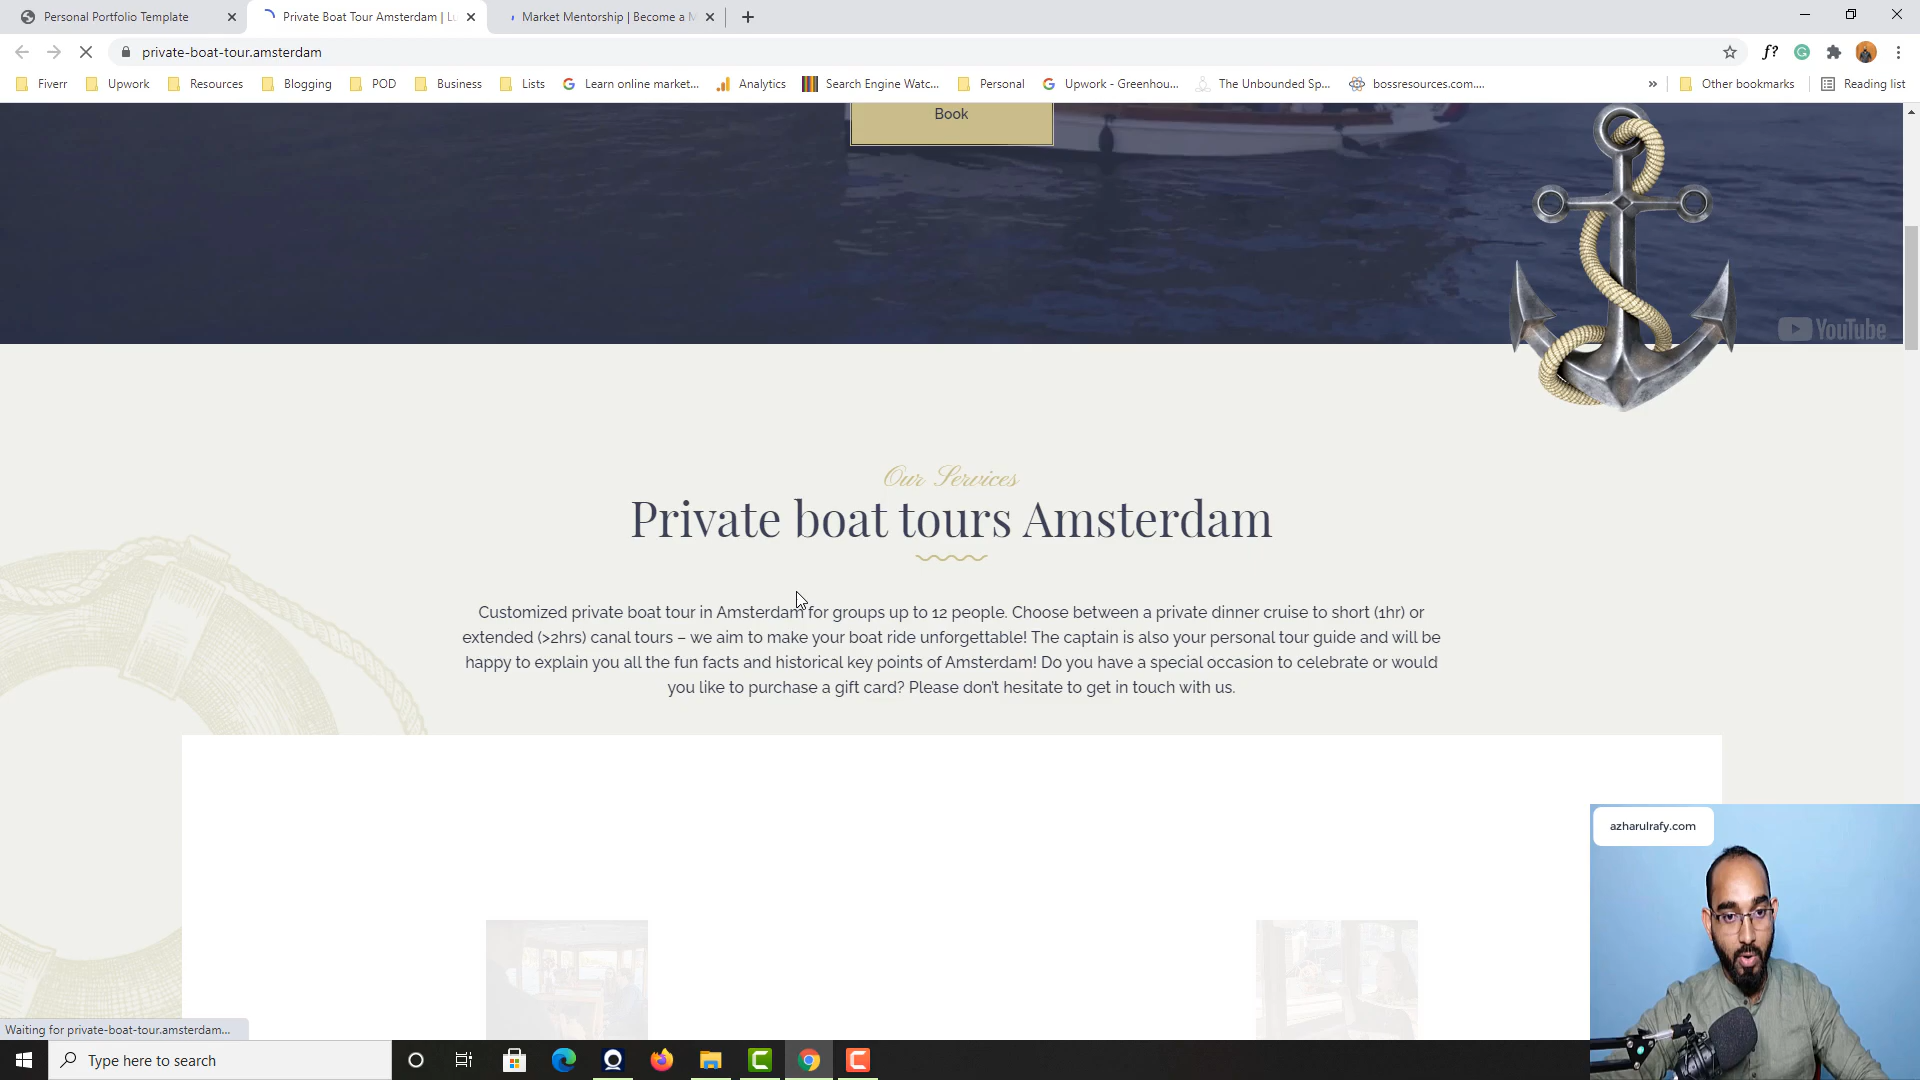 Personal Portfolio Template
Private Boat Tour Amsterdam | Lu
Market Mentorship | Become a M
private-boat-tour.amsterdam
f?
Fiverr
Upwork
Resources
Blogging
POD
Business
Lists
Learn online market...
Analytics
Search Engine Watc...
Personal
Upwork - Greenhou...
The Unbounded Sp...
bossresources.com....
»
Other bookmarks
Reading list
Book
YouTube
Our Services
Private boat tours Amsterdam
Customized private boat tour in Amsterdam for groups up to 12 people. Choose between a private dinner cruise to short (1hr) or
extended (>2hrs) canal tours – we aim to make your boat ride unforgettable! The captain is also your personal tour guide and will be
happy to explain you all the fun facts and historical key points of Amsterdam! Do you have a special occasion to celebrate or would
you like to purchase a gift card? Please don't hesitate to get in touch with us.
azharulrafy.com
Waiting for private-boat-tour.amsterdam...
Type here to search